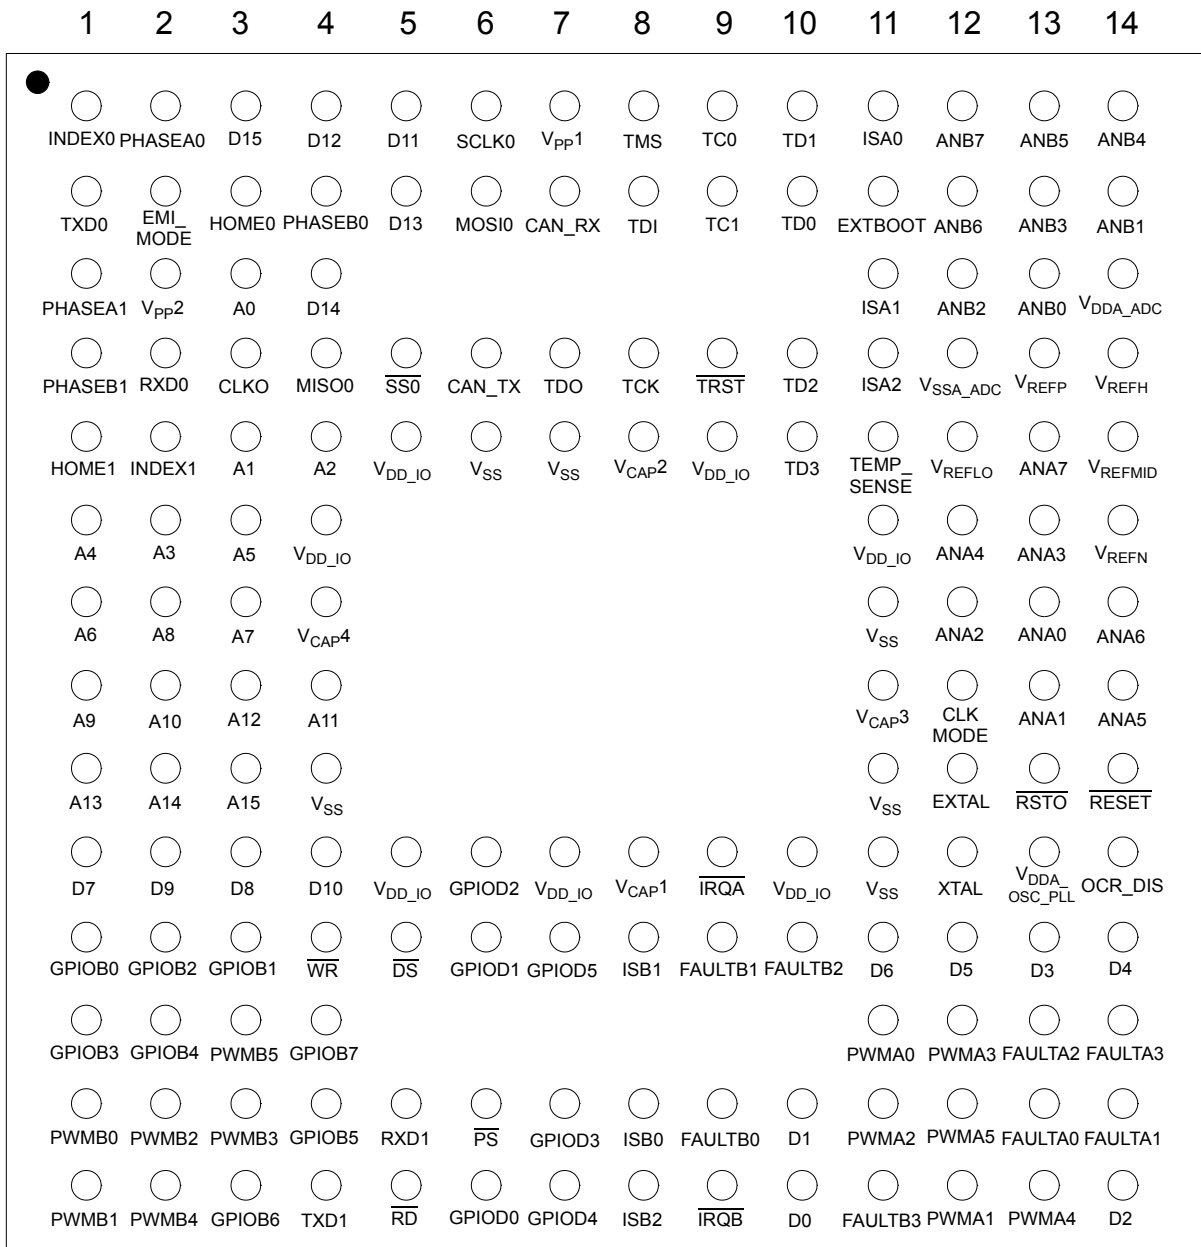 1 2 3 4 5 6 7 8 9 10 11 12 13 14
INDEX0 PHASEA0 D15 D12 D11 SCLK0 VPP1 TMS TC0 TD1 ISA0 ANB7 ANB5 ANB4
TXD0 EMI_ MODE HOME0 PHASEB0 D13 MOSI0 CAN_RX TDI TC1 TD0 EXTBOOT ANB6 ANB3 ANB1
PHASEA1 VPP2 A0 D14 ISA1 ANB2 ANB0 VDDA_ADC
PHASEB1 RXD0 CLKO MISO0 SS0 CAN_TX TDO TCK TRST TD2 ISA2 VSSA_ADC VREFP VREFH
HOME1 INDEX1 A1 A2 VDD_IO VSS VSS VCAP2 VDD_IO TD3 TEMP_ SENSE VREFLO ANA7 VREFMID
A4 A3 A5 VDD_IO VDD_IO ANA4 ANA3 VREFN
A6 A8 A7 VCAP4 VSS ANA2 ANA0 ANA6
A9 A10 A12 A11 VCAP3 CLK MODE ANA1 ANA5
A13 A14 A15 VSS VSS EXTAL RSTO RESET
D7 D9 D8 D10 VDD_IO GPIOD2 VDD_IO VCAP1 IRQA VDD_IO VSS XTAL VDDA_ OSC_PLL OCR_DIS
GPIOB0 GPIOB2 GPIOB1 WR DS GPIOD1 GPIOD5 ISB1 FAULTB1 FAULTB2 D6 D5 D3 D4
GPIOB3 GPIOB4 PWMB5 GPIOB7 PWMA0 PWMA3 FAULTA2 FAULTA3
PWMB0 PWMB2 PWMB3 GPIOB5 RXD1 PS GPIOD3 ISB0 FAULTB0 D1 PWMA2 PWMA5 FAULTA0 FAULTA1
PWMB1 PWMB4 GPIOB6 TXD1 RD GPIOD0 GPIOD4 ISB2 IRQB D0 FAULTB3 PWMA1 PWMA4 D2